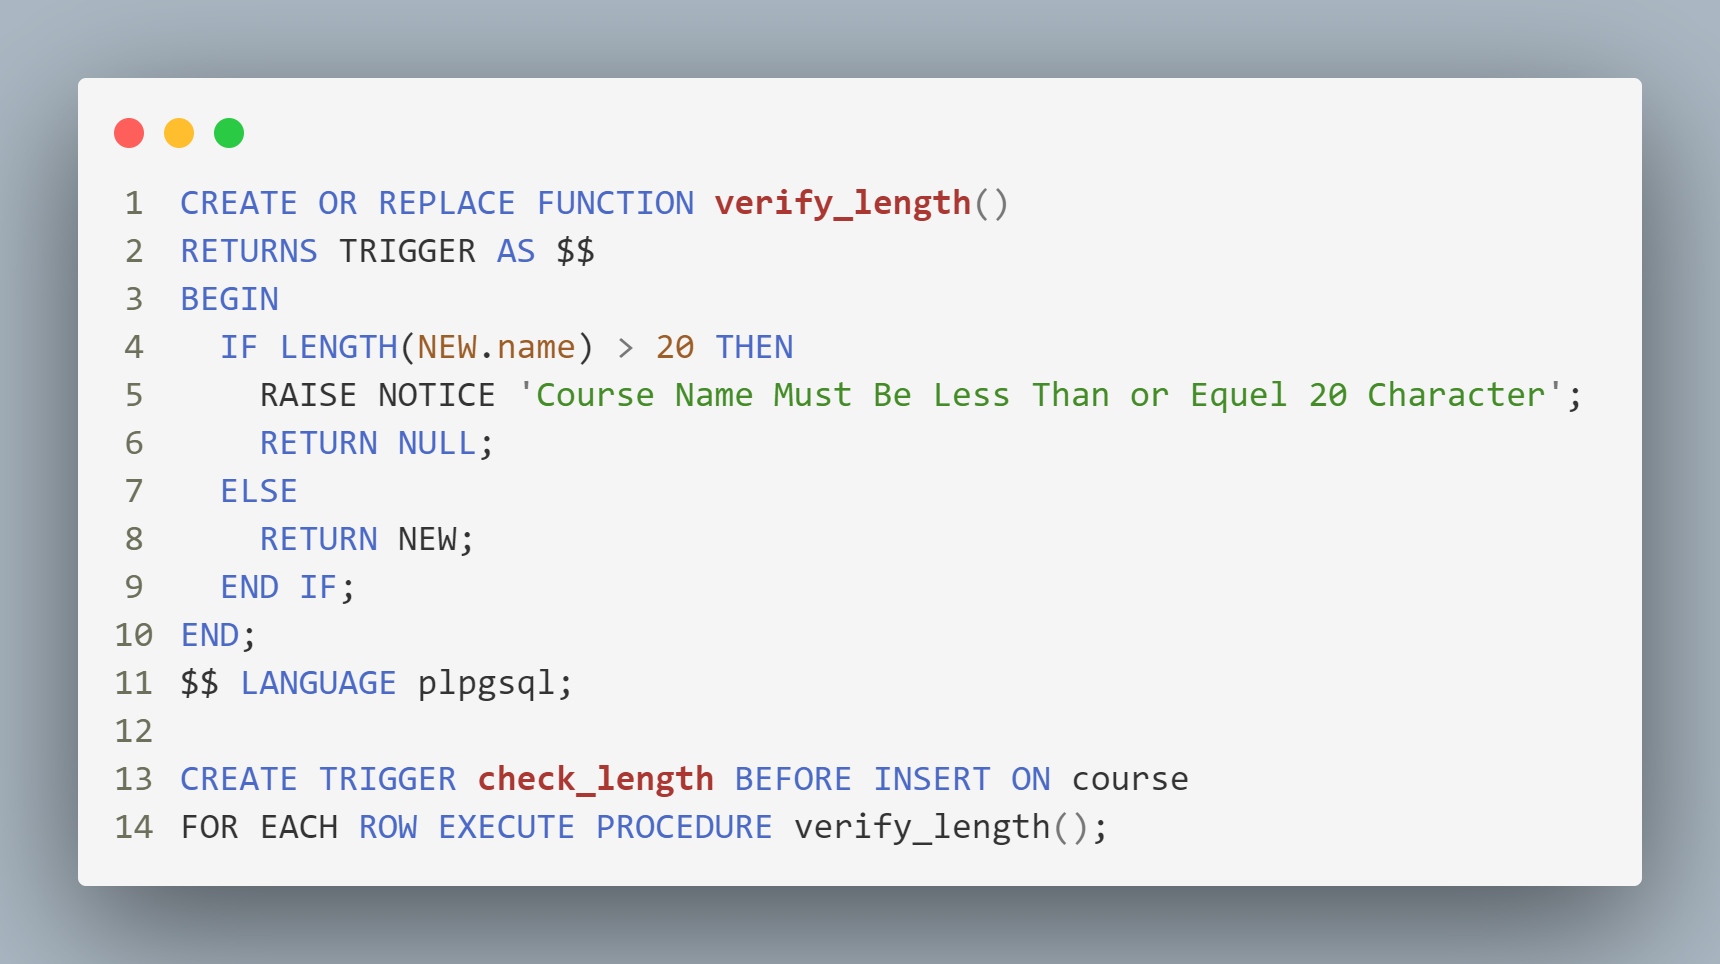 1 CREATE OR REPLACE FUNCTION verify_length()
2 RETURNS TRIGGER AS $$
3 BEGIN
4   IF LENGTH(NEW.name) > 20 THEN
5     RAISE NOTICE 'Course Name Must Be Less Than or Equel 20 Character';
6     RETURN NULL;
7   ELSE
8     RETURN NEW;
9   END IF;
10 END;
11 $$ LANGUAGE plpgsql;
12
13 CREATE TRIGGER check_length BEFORE INSERT ON course
14 FOR EACH ROW EXECUTE PROCEDURE verify_length();